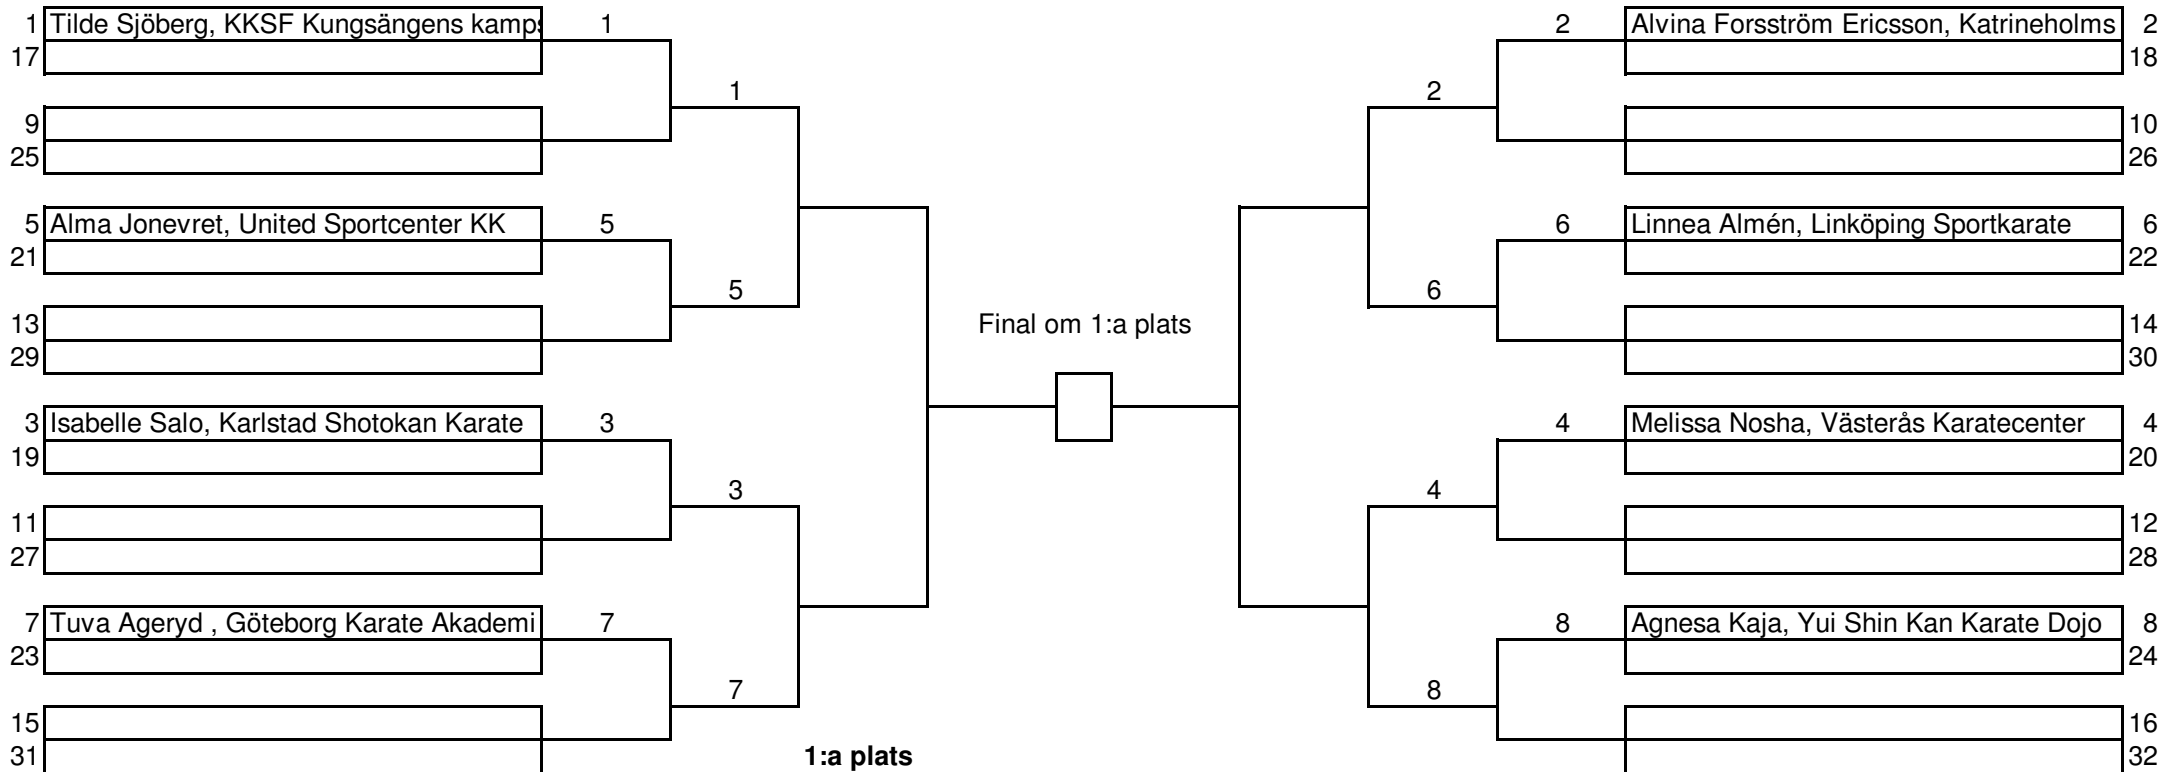 1 Tilde Sjöberg, KKSF Kungsängens kamps 1 2 Alvina Forsström Ericsson, Katrineholms 2
17 18
1 2
9 10
25 26
5 Alma Jonevret, United Sportcenter KK 5 6 Linnea Almén, Linköping Sportkarate 6
21 22
5 6
13 Final om 1:a plats 14
29 30
3 Isabelle Salo, Karlstad Shotokan Karate 3 4 Melissa Nosha, Västerås Karatecenter 4
19 20
3 4
11 12
27 28
7 Tuva Ageryd , Göteborg Karate Akademi 7 8 Agnesa Kaja, Yui Shin Kan Karate Dojo 8
23 24
7 8
15 16
31 1:a plats 32